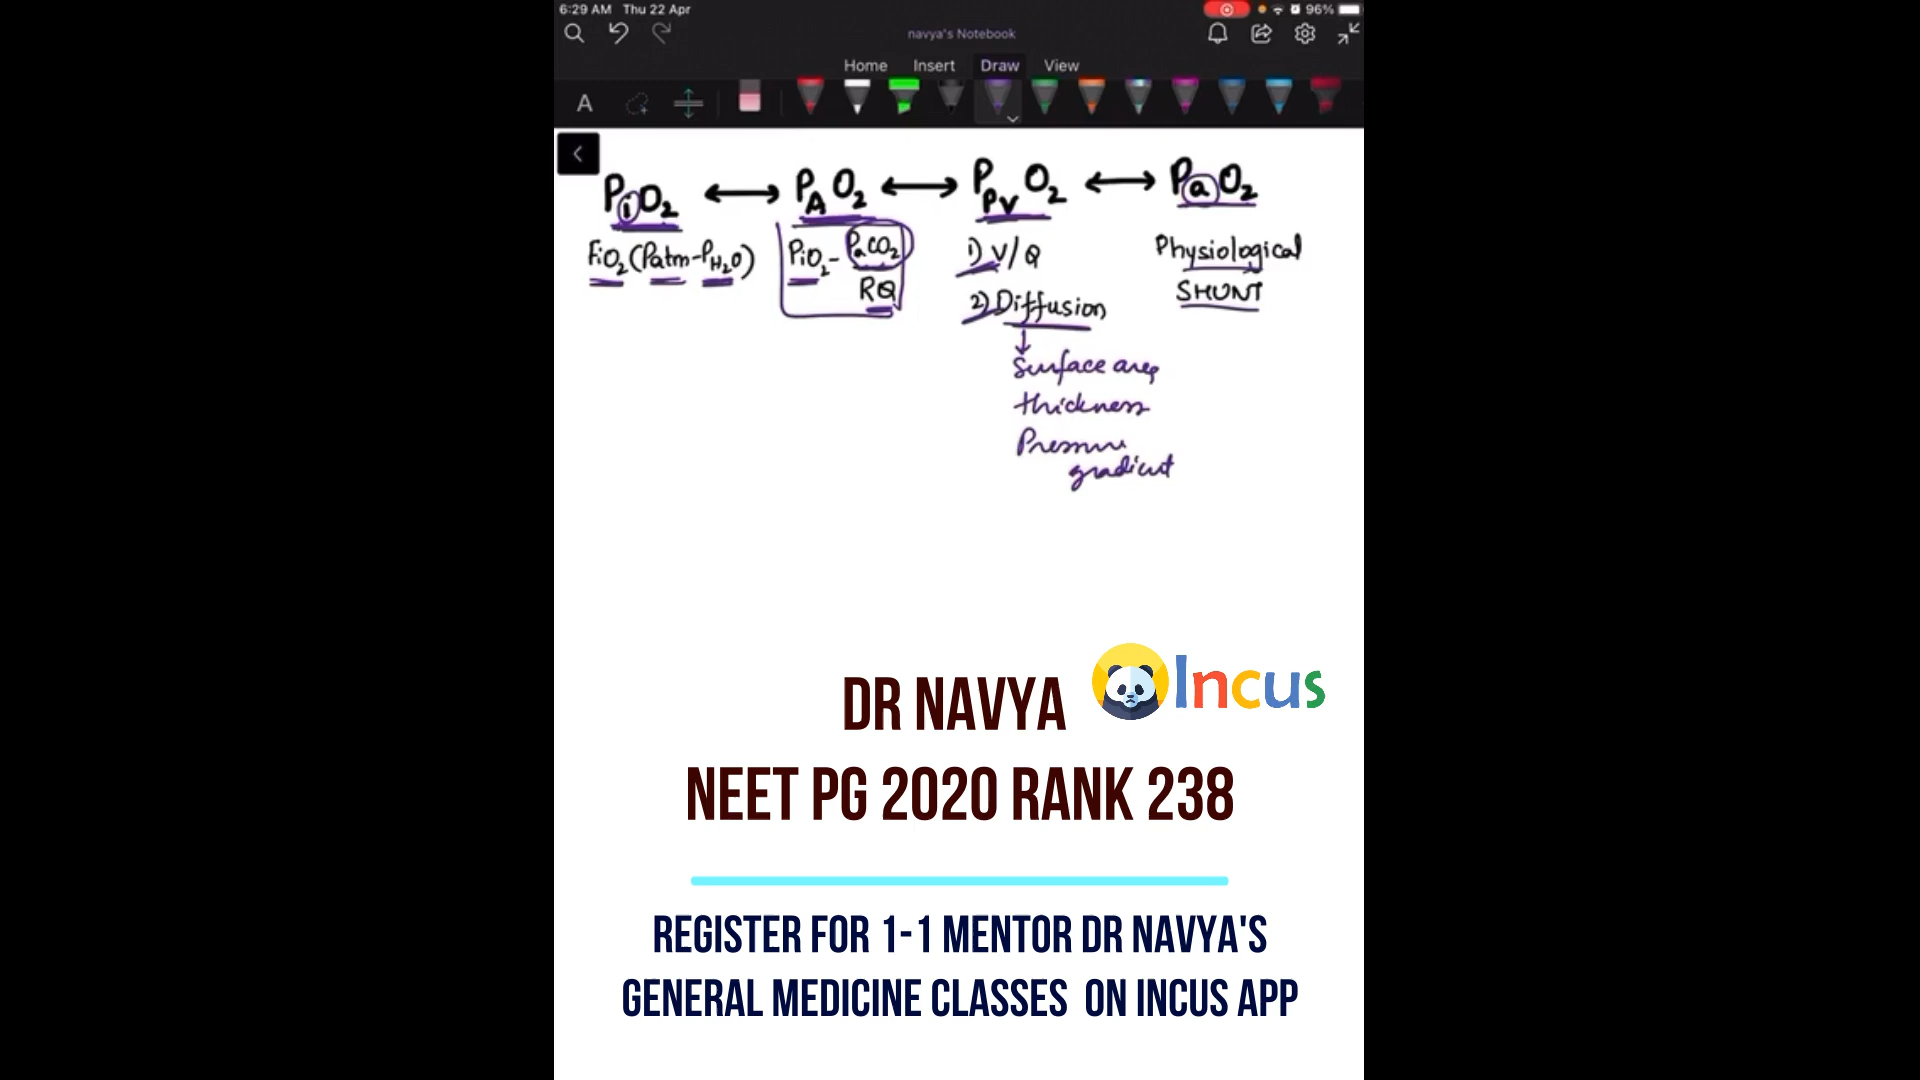 6:29 AM Thu 22 Apr
96%
navya's Notebook
Home Insert Draw View
A
PiO2 ↔ PAO2 ↔ PPVO2 ↔ PaO2
FiO2(Patm-PH2O)
PiO2 - PaCO2
RQ
1) V/Q
2) Diffusion
↓
Surface area
thickness
Pressure
gradient
Physiological
SHUNT
DR NAVYA
Incus
NEET PG 2020 RANK 238
REGISTER FOR 1-1 MENTOR DR NAVYA'S
GENERAL MEDICINE CLASSES ON INCUS APP